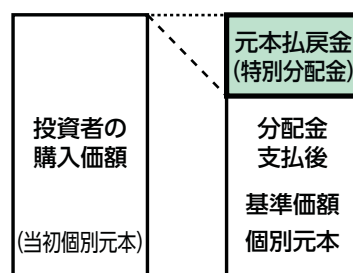 投資者の
購入価額
(当初個別元本)
元本払戻金
(特別分配金)
分配金
支払後
基準価額
個別元本